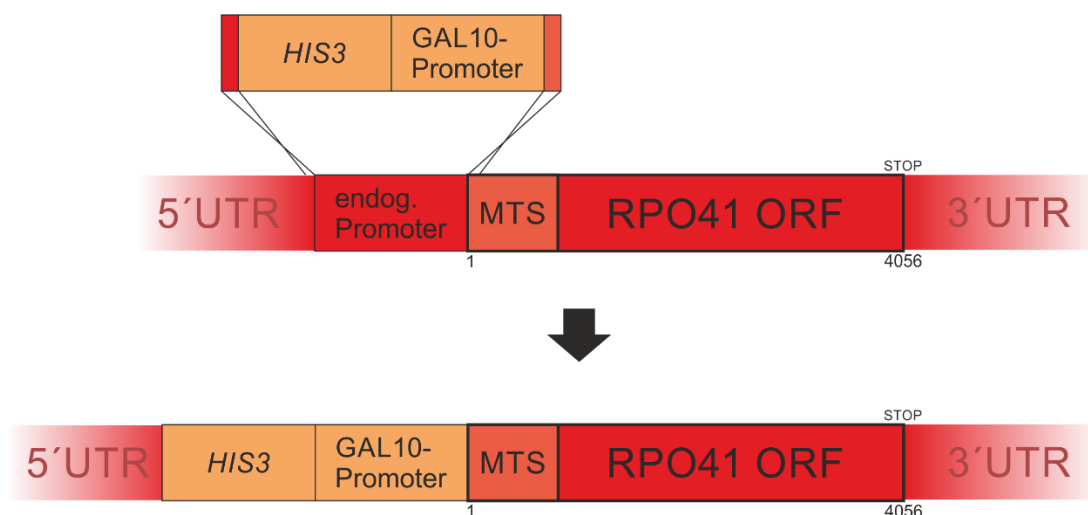 HIS3
GAL10-
Promoter
STOP
5´UTR
endog.
Promoter
MTS
RPO41 ORF
3´UTR
1
4056
STOP
5´UTR
HIS3
GAL10-
Promoter
MTS
RPO41 ORF
3´UTR
1
4056